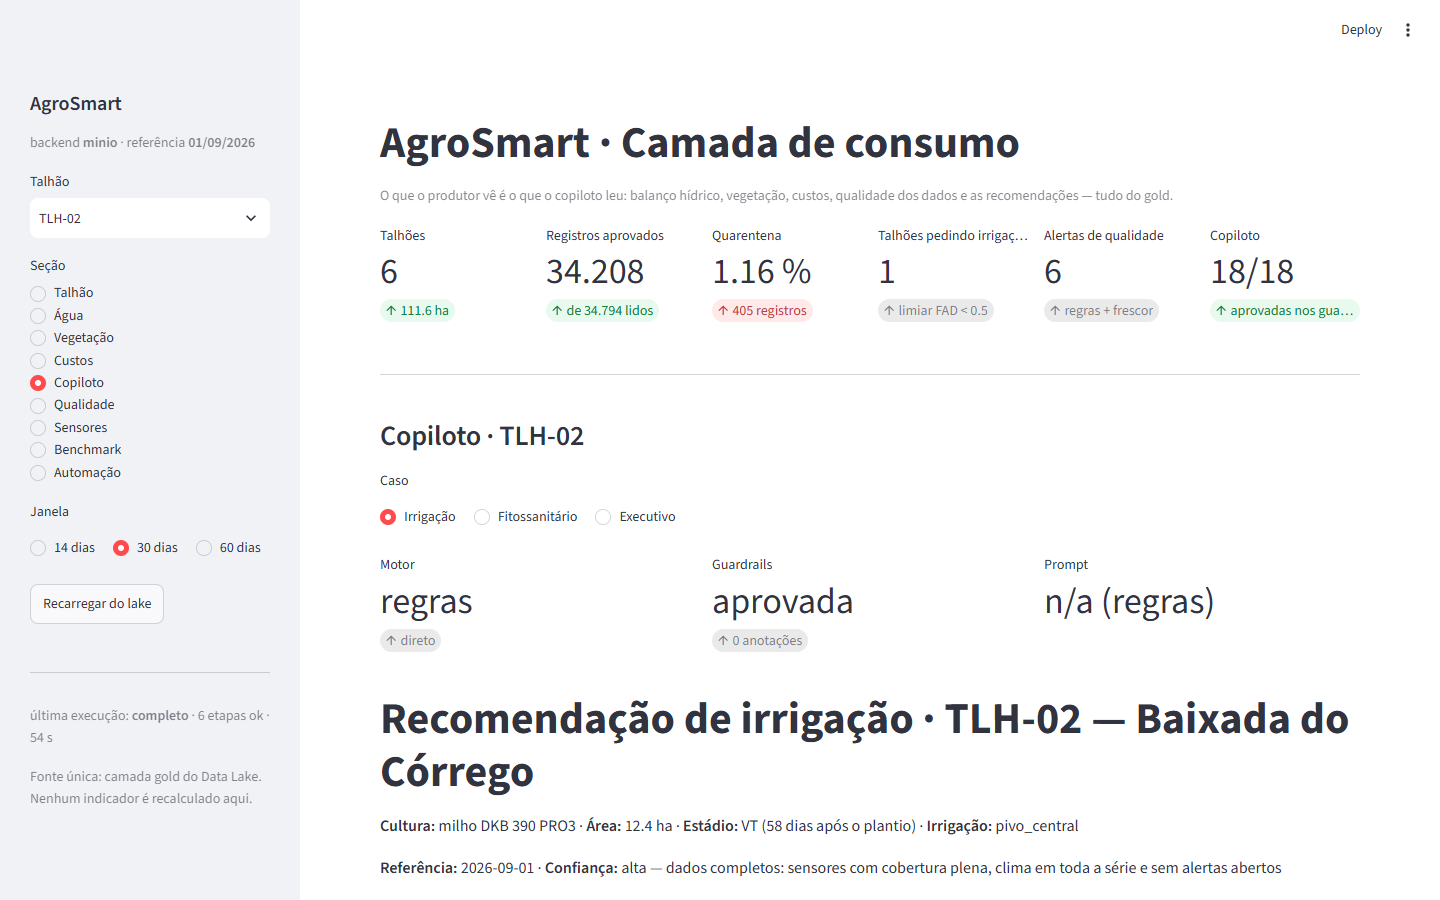 Deploy
AgroSmart
backend minio · referência 01/09/2026
Talhão
TLH-02
Seção
Talhão
Água
Vegetação
Custos
Copiloto
Qualidade
Sensores
Benchmark
Automação
Janela
14 dias
30 dias
60 dias
Recarregar do lake
última execução: completo · 6 etapas ok ·
54 s
Fonte única: camada gold do Data Lake.
Nenhum indicador é recalculado aqui.
AgroSmart · Camada de consumo
O que o produtor vê é o que o copiloto leu: balanço hídrico, vegetação, custos, qualidade dos dados e as recomendações — tudo do gold.
Talhões
6
↑ 111.6 ha
Registros aprovados
34.208
↑ de 34.794 lidos
Quarentena
1.16 %
↑ 405 registros
Talhões pedindo irrigaç…
1
↑ limiar FAD < 0.5
Alertas de qualidade
6
↑ regras + frescor
Copiloto
18/18
↑ aprovadas nos gua…
Copiloto · TLH-02
Caso
Irrigação
Fitossanitário
Executivo
Motor
regras
↑ direto
Guardrails
aprovada
↑ 0 anotações
Prompt
n/a (regras)
Recomendação de irrigação · TLH-02 — Baixada do
Córrego
Cultura: milho DKB 390 PRO3 · Área: 12.4 ha · Estádio: VT (58 dias após o plantio) · Irrigação: pivo_central
Referência: 2026-09-01 · Confiança: alta — dados completos: sensores com cobertura plena, clima em toda a série e sem alertas abertos